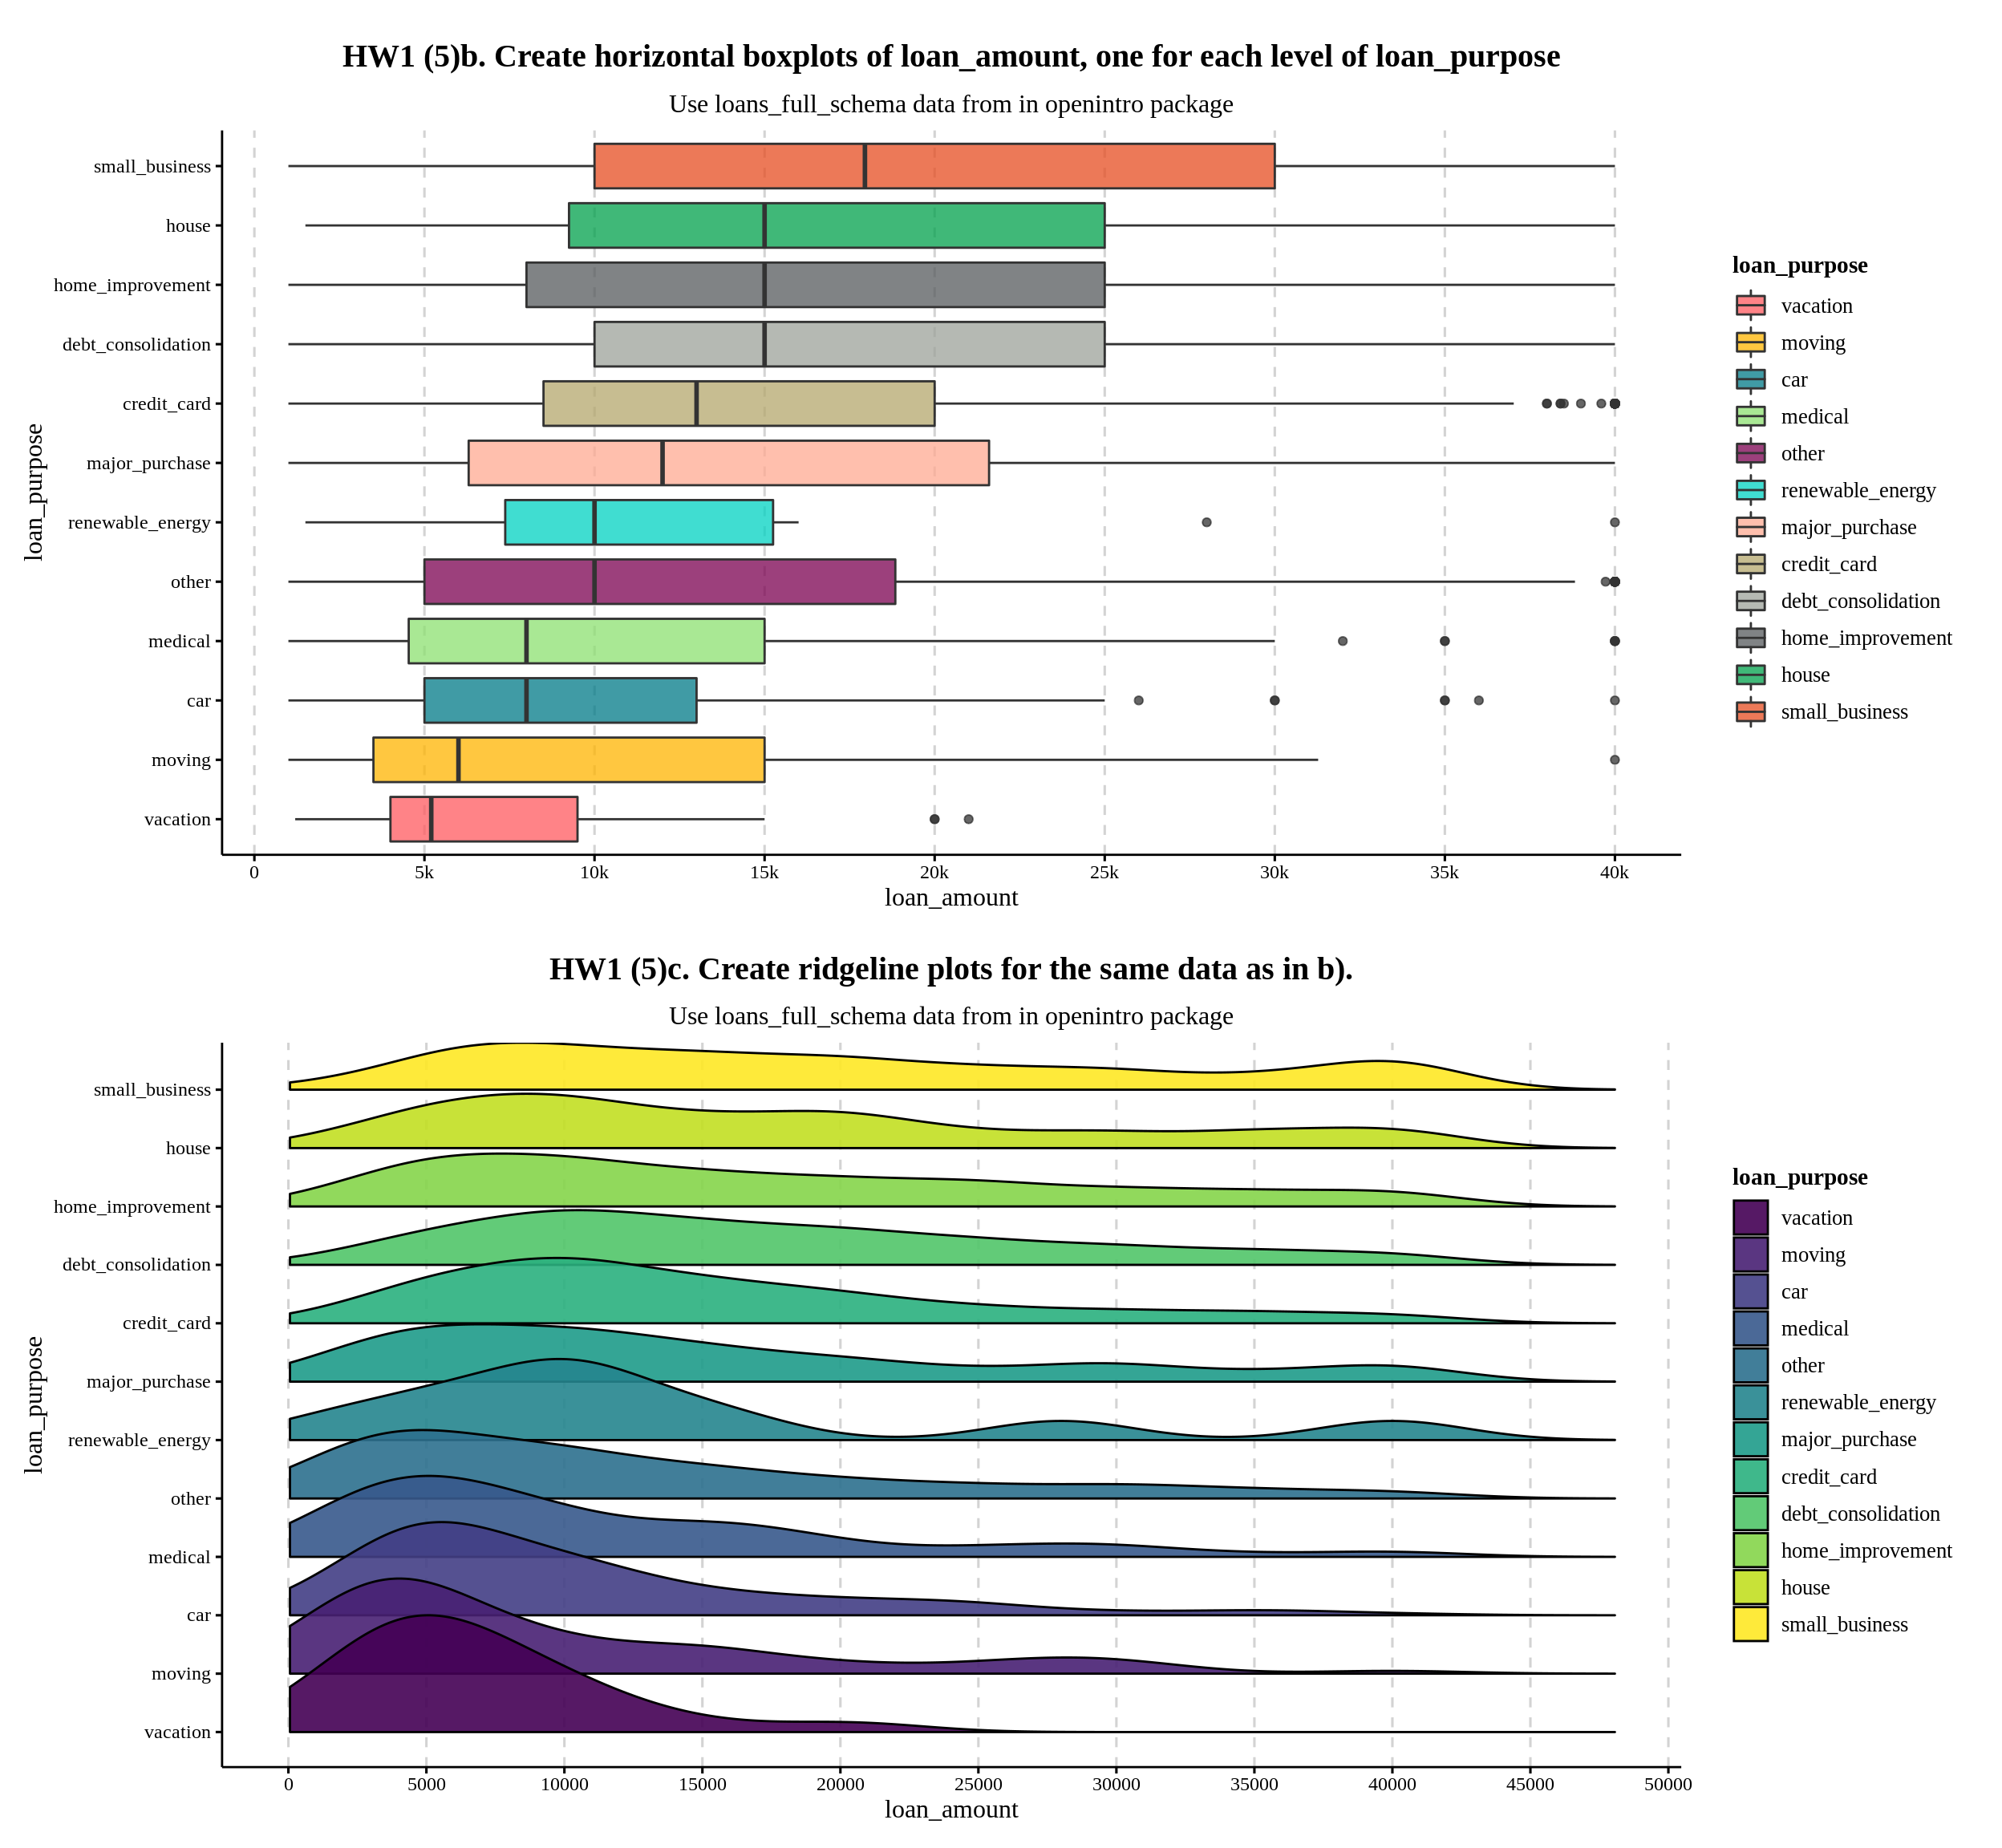 HW1 (5)b. Create horizontal boxplots of loan_amount, one for each level of loan_purpose
Use loans_full_schema data from in openintro package
loan_purpose
small_business
house
home_improvement
debt_consolidation
credit_card
major_purchase
renewable_energy
other
medical
car
moving
vacation
0 5k 10k 15k 20k 25k 30k 35k 40k
loan_amount
loan_purpose
vacation
moving
car
medical
other
renewable_energy
major_purchase
credit_card
debt_consolidation
home_improvement
house
small_business
HW1 (5)c. Create ridgeline plots for the same data as in b).
Use loans_full_schema data from in openintro package
loan_purpose
small_business
house
home_improvement
debt_consolidation
credit_card
major_purchase
renewable_energy
other
medical
car
moving
vacation
0 5000 10000 15000 20000 25000 30000 35000 40000 45000 50000
loan_amount
loan_purpose
vacation
moving
car
medical
other
renewable_energy
major_purchase
credit_card
debt_consolidation
home_improvement
house
small_business